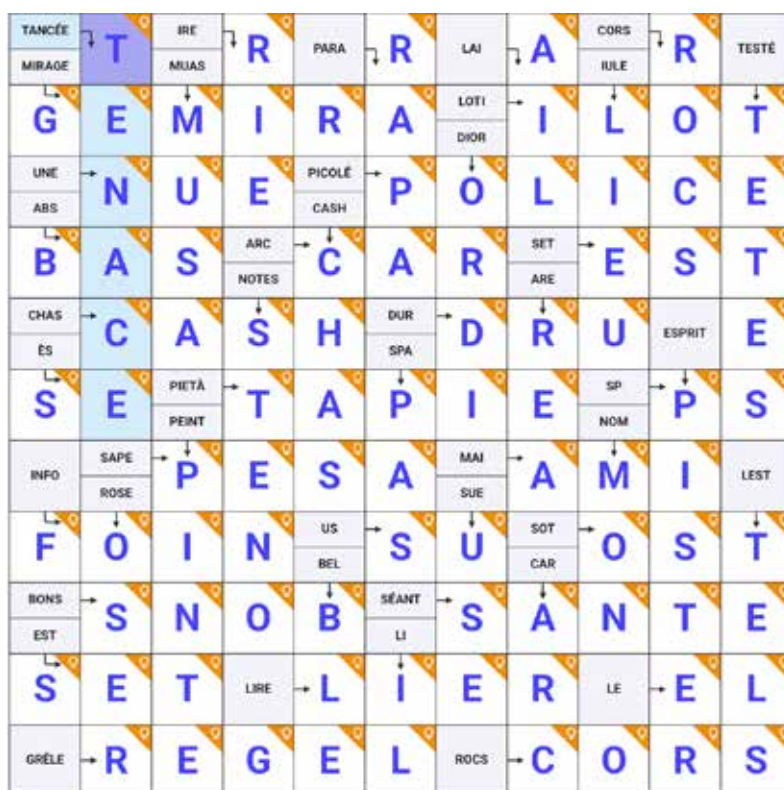 TANCÉE T IRE R PARA R LAI A CORS R TESTÉ
MIRAGE MUAS IULE
G E M I R A LOTI I L O T
DIOR
UNE N U E PICOLÉ P O L I C E
ABS CASH
B A S ARC C A R SET E S T
NOTES ARE
CHAS C A S H DUR D R U ESPRIT E
ÈS SPA
S E PIETÀ T A P I E SP P S
PEINT NOM
INFO SAPE P E S A MAI A M I LEST
ROSE SUE
F O I N US S U SOT O S T
BEL CAR
BONS S N O B SÉANT S A N T E
EST LI
S E T LIRE L I E R LE E L
GRÊLE R E G E L ROCS C O R S